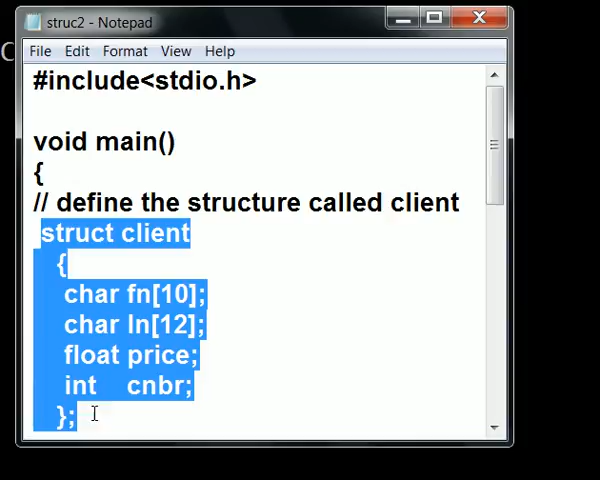 struc2 - Notepad
File Edit Format View Help
#include<stdio.h>
void main()
{
// define the structure called client
struct client
{
char fn[10];
char ln[12];
float price;
int cnbr;
};